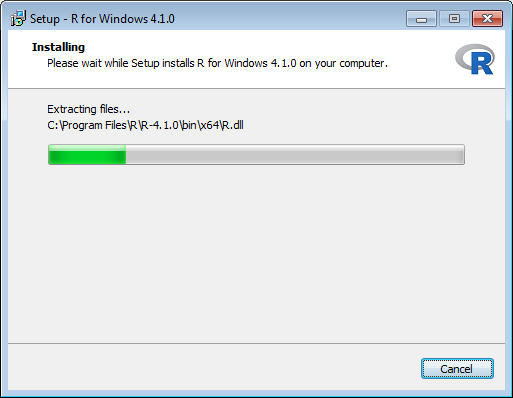 Setup - R for Windows 4.1.0
Installing
Please wait while Setup installs R for Windows 4.1.0 on your computer.
R
Extracting files...
C:\Program Files\R\R-4.1.0\bin\x64\R.dll
Cancel